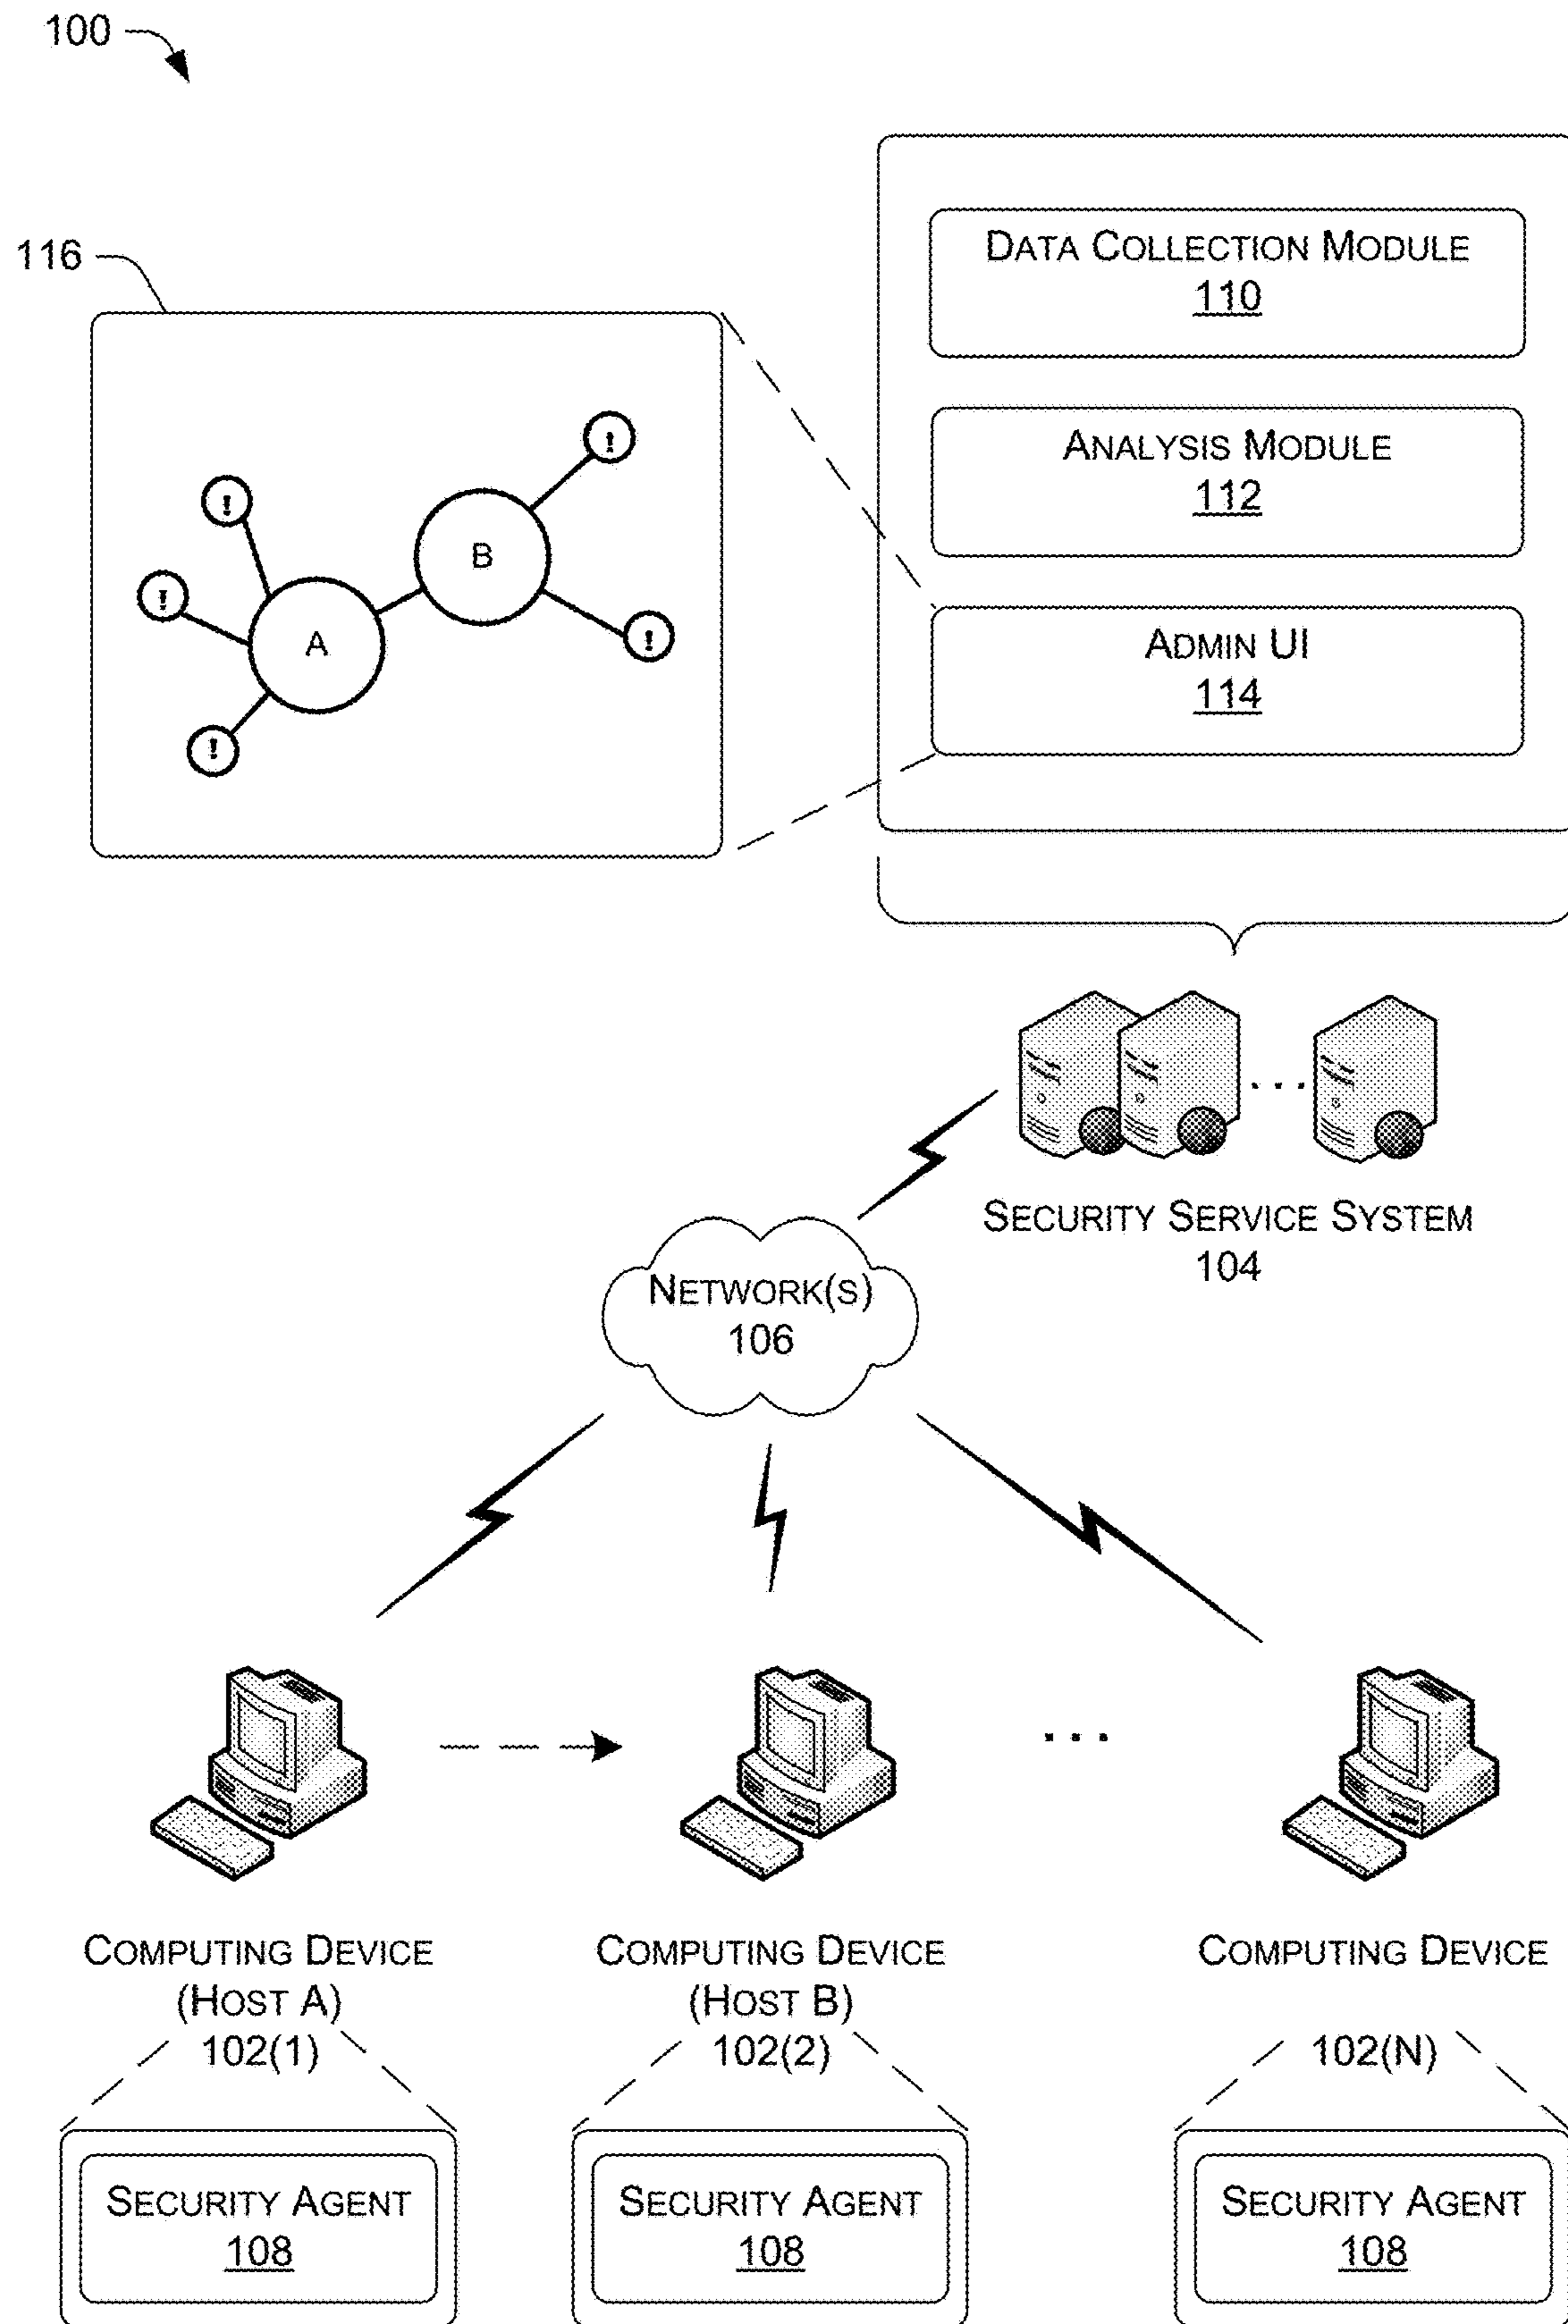 100
116
DATA COLLECTION MODULE
110
ANALYSIS MODULE
112
ADMIN UI
114
!
!
!
A
B
!
!
SECURITY SERVICE SYSTEM
104
NETWORK(S)
106
COMPUTING DEVICE
(HOST A)
102(1)
COMPUTING DEVICE
(HOST B)
102(2)
COMPUTING DEVICE
102(N)
SECURITY AGENT
108
SECURITY AGENT
108
SECURITY AGENT
108